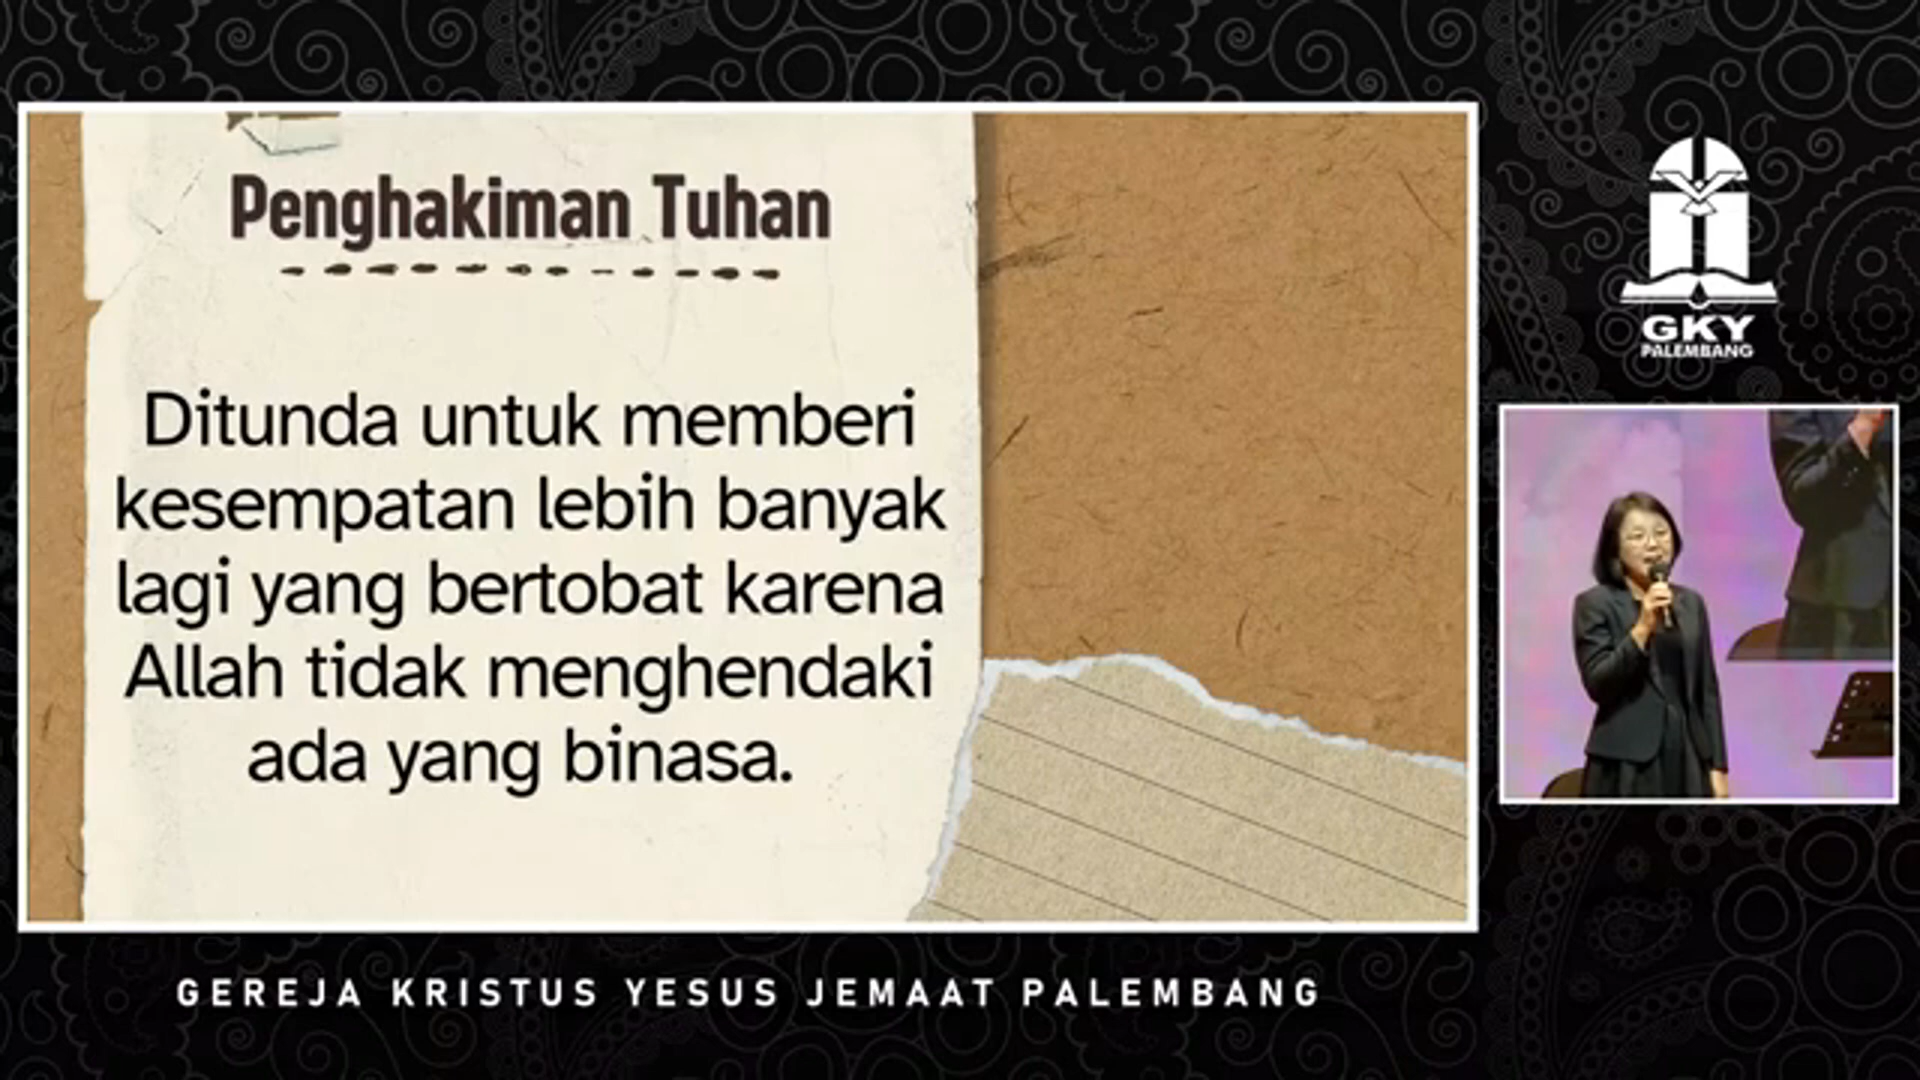 Penghakiman Tuhan
Ditunda untuk memberi
kesempatan lebih banyak
lagi yang bertobat karena
Allah tidak menghendaki
ada yang binasa.
GKY
PALEMBANG
GEREJA KRISTUS YESUS JEMAAT PALEMBANG